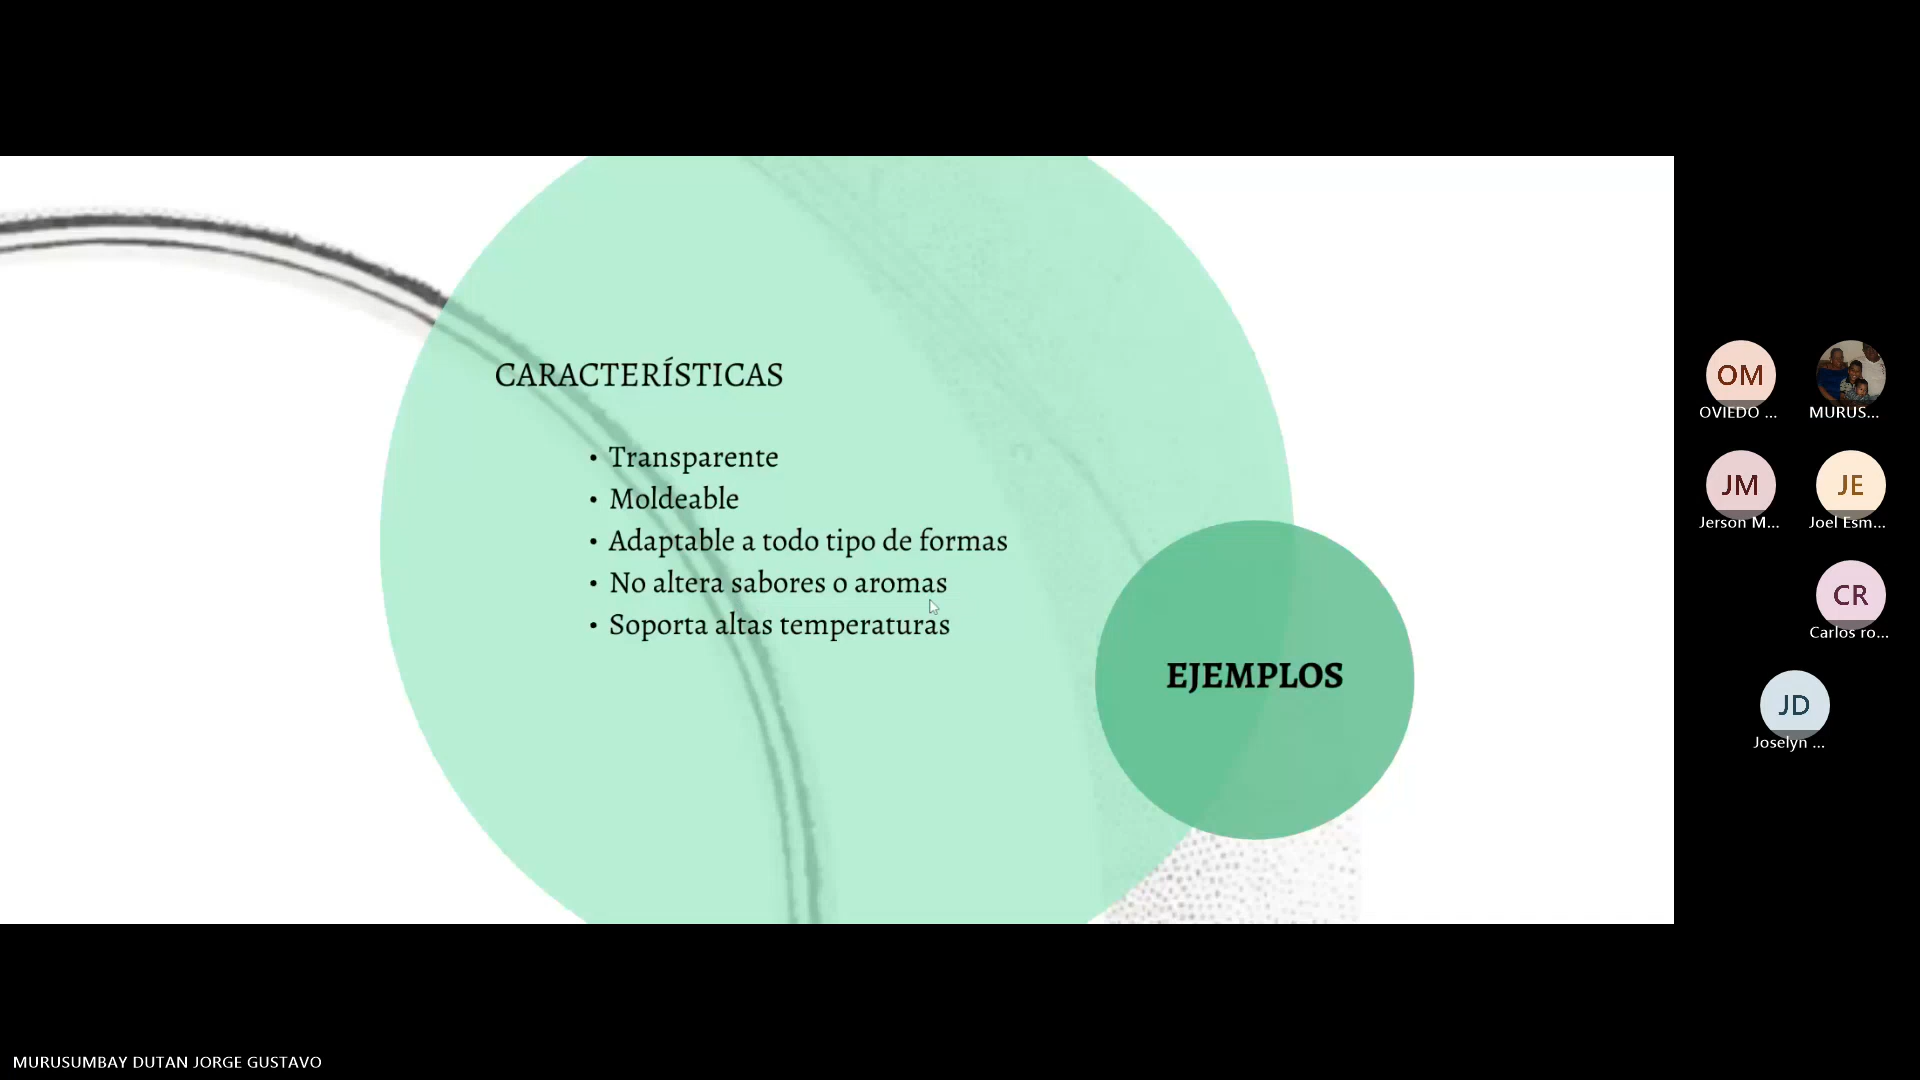 CARACTERÍSTICAS
• Transparente
• Moldeable
• Adaptable a todo tipo de formas
• No altera sabores o aromas
• Soporta altas temperaturas
EJEMPLOS
OM
OVIEDO ...
MURUS...
JM
Jerson M...
JE
Joel Esm...
CR
Carlos ro...
JD
Joselyn ...
MURUSUMBAY DUTAN JORGE GUSTAVO